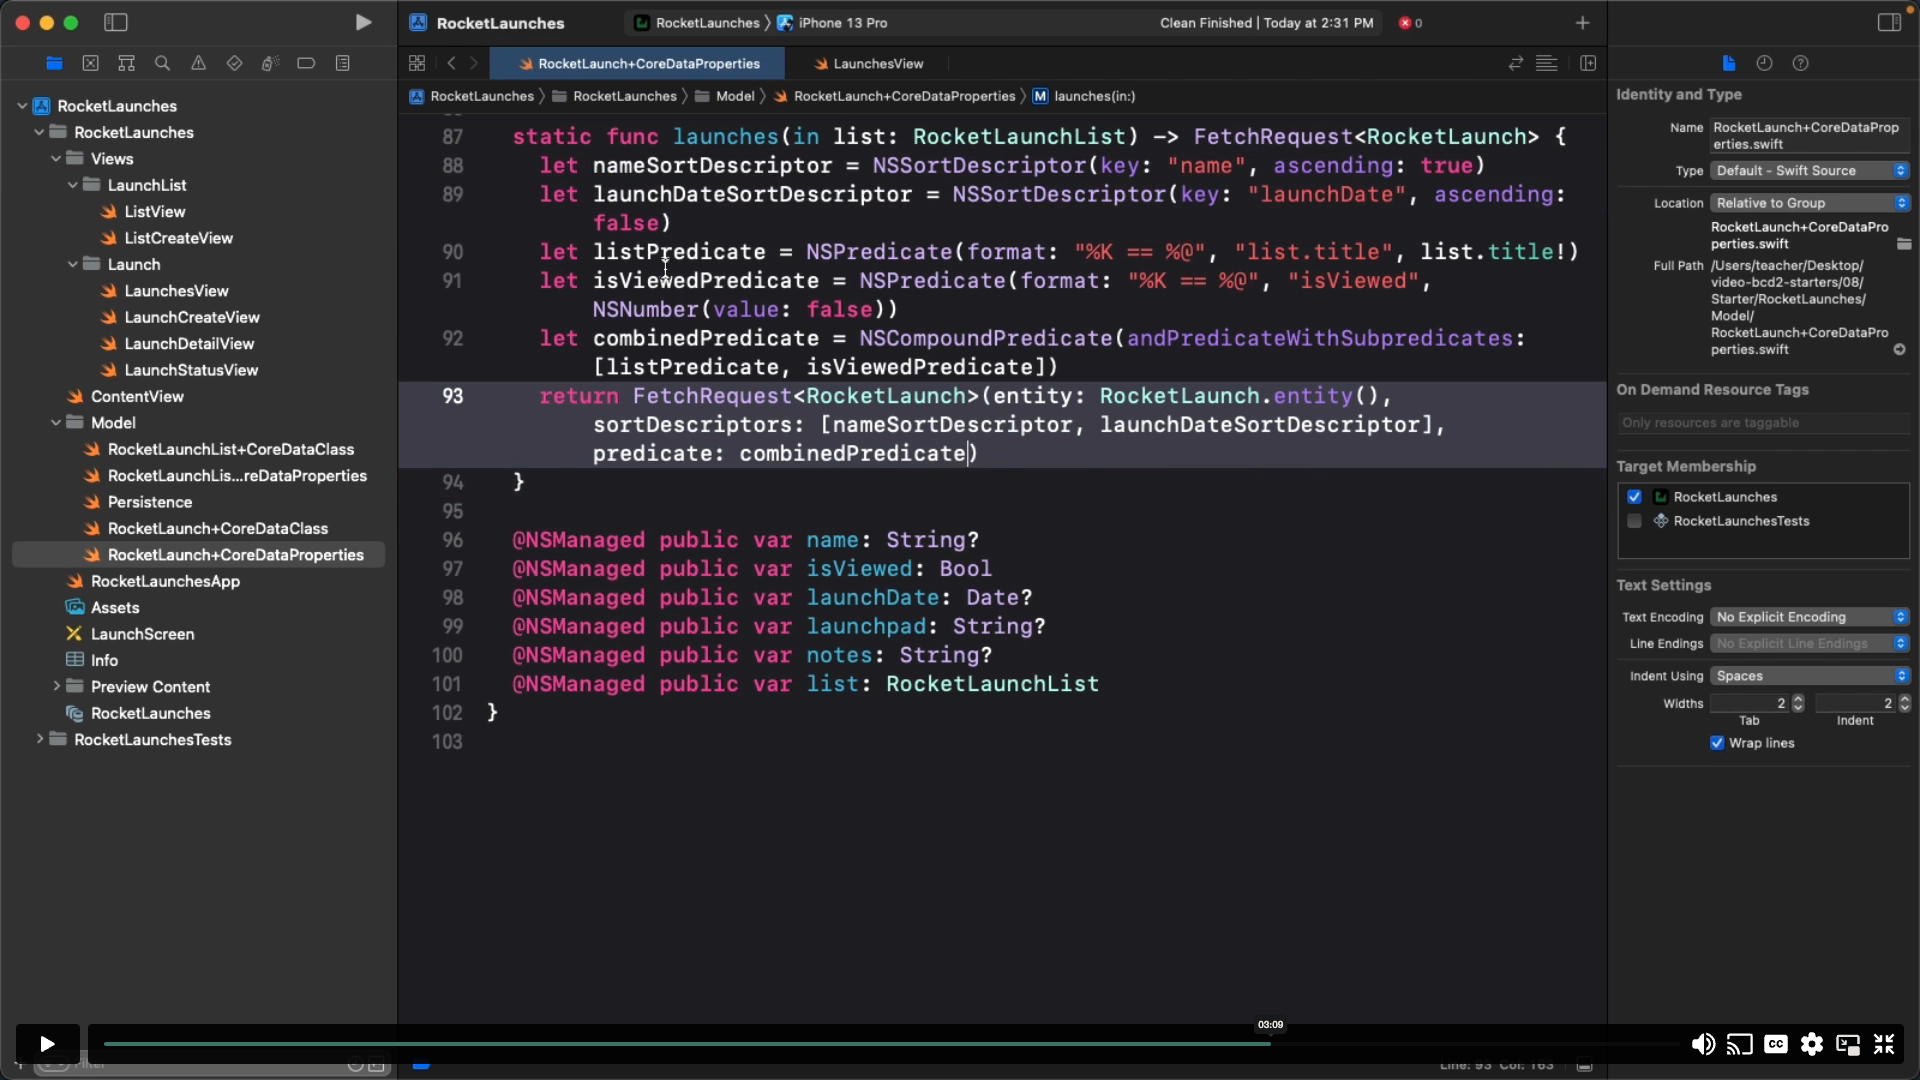 RocketLaunches
RocketLaunches
iPhone 13 Pro
Clean Finished | Today at 2:31 PM
0
RocketLaunch+CoreDataProperties
LaunchesView
RocketLaunches
RocketLaunches
Model
RocketLaunch+CoreDataProperties
M
launches(in:)
RocketLaunches
RocketLaunches
Views
LaunchList
ListView
ListCreateView
Launch
LaunchesView
LaunchCreateView
LaunchDetailView
LaunchStatusView
ContentView
Model
RocketLaunchList+CoreDataClass
RocketLaunchLis...reDataProperties
Persistence
RocketLaunch+CoreDataClass
RocketLaunch+CoreDataProperties
RocketLaunchesApp
Assets
LaunchScreen
Info
Preview Content
RocketLaunches
RocketLaunchesTests
87 static func launches(in list: RocketLaunchList) -> FetchRequest<RocketLaunch> {
88 let nameSortDescriptor = NSSortDescriptor(key: "name", ascending: true)
89 let launchDateSortDescriptor = NSSortDescriptor(key: "launchDate", ascending:
false)
90 let listPredicate = NSPredicate(format: "%K == %@", "list.title", list.title!)
91 let isViewedPredicate = NSPredicate(format: "%K == %@", "isViewed",
NSNumber(value: false))
92 let combinedPredicate = NSCompoundPredicate(andPredicateWithSubpredicates:
[listPredicate, isViewedPredicate])
93 return FetchRequest<RocketLaunch>(entity: RocketLaunch.entity(),
sortDescriptors: [nameSortDescriptor, launchDateSortDescriptor],
predicate: combinedPredicate)
94 }
95
96 @NSManaged public var name: String?
97 @NSManaged public var isViewed: Bool
98 @NSManaged public var launchDate: Date?
99 @NSManaged public var launchpad: String?
100 @NSManaged public var notes: String?
101 @NSManaged public var list: RocketLaunchList
102 }
103
Identity and Type
Name RocketLaunch+CoreDataProp
erties.swift
Type Default - Swift Source
Location Relative to Group
RocketLaunch+CoreDataPro
perties.swift
Full Path /Users/teacher/Desktop/
video-bcd2-starters/08/
Starter/RocketLaunches/
Model/
RocketLaunch+CoreDataPro
perties.swift
On Demand Resource Tags
Only resources are taggable
Target Membership
RocketLaunches
RocketLaunchesTests
Text Settings
Text Encoding No Explicit Encoding
Line Endings No Explicit Line Endings
Indent Using Spaces
Widths 2 2
Tab Indent
Wrap lines
03:09
CC
Filter
Line: 93 Col: 163